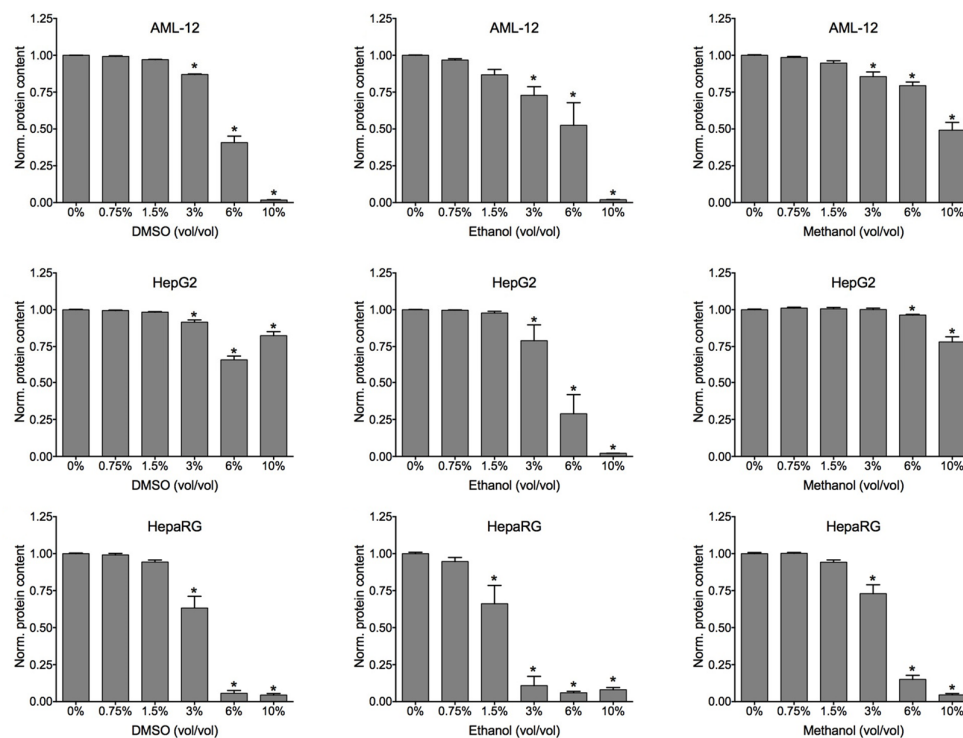 AML-12
Norm. protein content
1.25
1.00
0.75
0.50
0.25
0.00
*
*
*
0% 0.75% 1.5% 3% 6% 10%
DMSO (vol/vol)
AML-12
Norm. protein content
1.25
1.00
0.75
0.50
0.25
0.00
*
*
*
0% 0.75% 1.5% 3% 6% 10%
Ethanol (vol/vol)
AML-12
Norm. protein content
1.25
1.00
0.75
0.50
0.25
0.00
*
*
*
0% 0.75% 1.5% 3% 6% 10%
Methanol (vol/vol)
HepG2
Norm. protein content
1.25
1.00
0.75
0.50
0.25
0.00
*
*
*
0% 0.75% 1.5% 3% 6% 10%
DMSO (vol/vol)
HepG2
Norm. protein content
1.25
1.00
0.75
0.50
0.25
0.00
*
*
*
0% 0.75% 1.5% 3% 6% 10%
Ethanol (vol/vol)
HepG2
Norm. protein content
1.25
1.00
0.75
0.50
0.25
0.00
*
*
0% 0.75% 1.5% 3% 6% 10%
Methanol (vol/vol)
HepaRG
Norm. protein content
1.25
1.00
0.75
0.50
0.25
0.00
*
*
*
0% 0.75% 1.5% 3% 6% 10%
DMSO (vol/vol)
HepaRG
Norm. protein content
1.25
1.00
0.75
0.50
0.25
0.00
*
*
*
*
0% 0.75% 1.5% 3% 6% 10%
Ethanol (vol/vol)
HepaRG
Norm. protein content
1.25
1.00
0.75
0.50
0.25
0.00
*
*
*
0% 0.75% 1.5% 3% 6% 10%
Methanol (vol/vol)